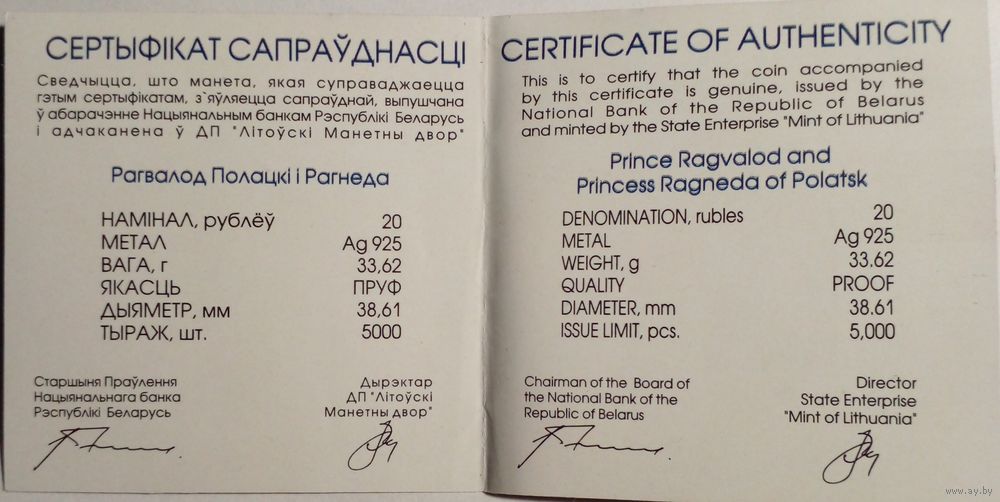 СЕРТЫФІКАТ САПРАЎДНАСЦІ
Сведчыцца, што манета, якая суправаджаецца
гэтым сертыфікатам, з`яўляецца сапраўднай, выпушчана
ў абарачэнне Нацыянальным банкам Рэспублікі Беларусь
і адчаканена ў ДП "Літоўскі Манетны двор"
Рагвалод Полацкі і Рагнеда
НАМІНАЛ, рублёў 20
МЕТАЛ Ag 925
ВАГА, г 33,62
ЯКАСЦЬ ПРУФ
ДЫЯМЕТР, мм 38,61
ТЫРАЖ, шт. 5000
Старшыня Праўлення
Нацыянальнага банка
Рэспублікі Беларусь
Дырэктар
ДП "Літоўскі
Манетны двор"
CERTIFICATE OF AUTHENTICITY
This is to certify that the coin accompanied
by this certificate is genuine, issued by the
National Bank of the Republic of Belarus
and minted by the State Enterprise "Mint of Lithuania"
Prince Ragvalod and
Princess Ragneda of Polatsk
DENOMINATION, rubles 20
METAL Ag 925
WEIGHT, g 33.62
QUALITY PROOF
DIAMETER, mm 38.61
ISSUE LIMIT, pcs. 5,000
Chairman of the Board of
the National Bank of the
Republic of Belarus
Director
State Enterprise
"Mint of Lithuania"
www.ay.by